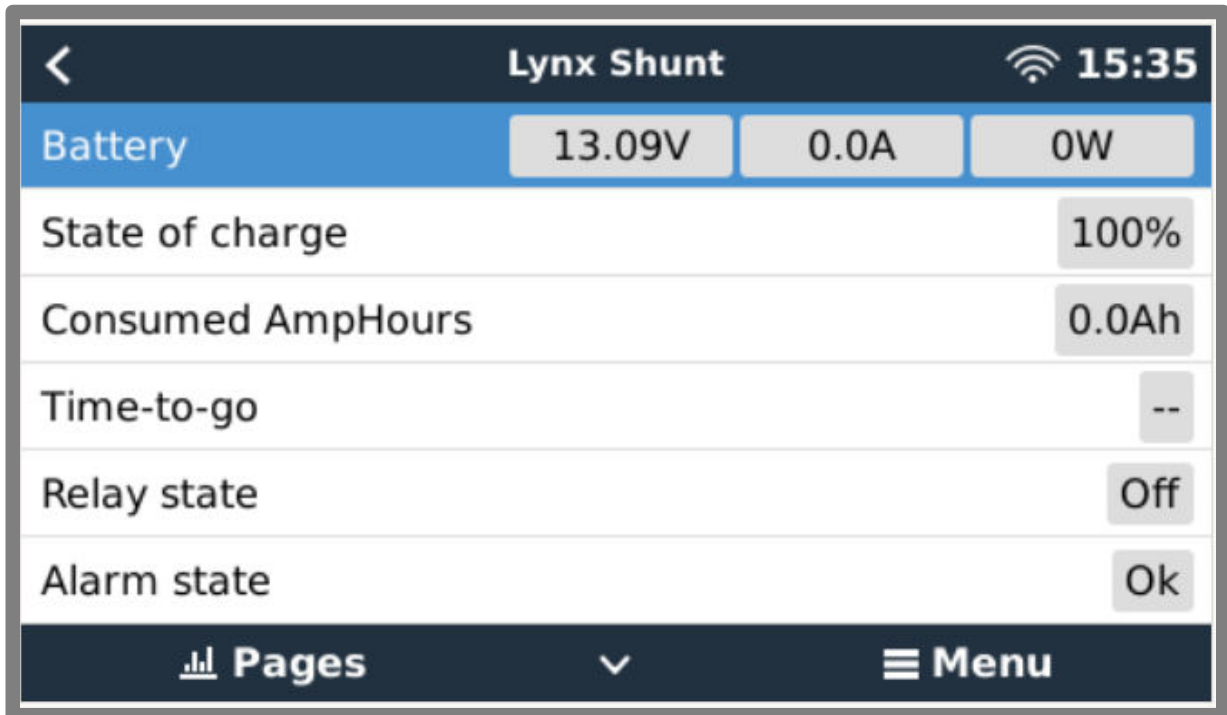 Lynx Shunt 15:35
Battery 13.09V 0.0A 0W
State of charge 100%
Consumed AmpHours 0.0Ah
Time-to-go --
Relay state Off
Alarm state Ok
Pages Menu